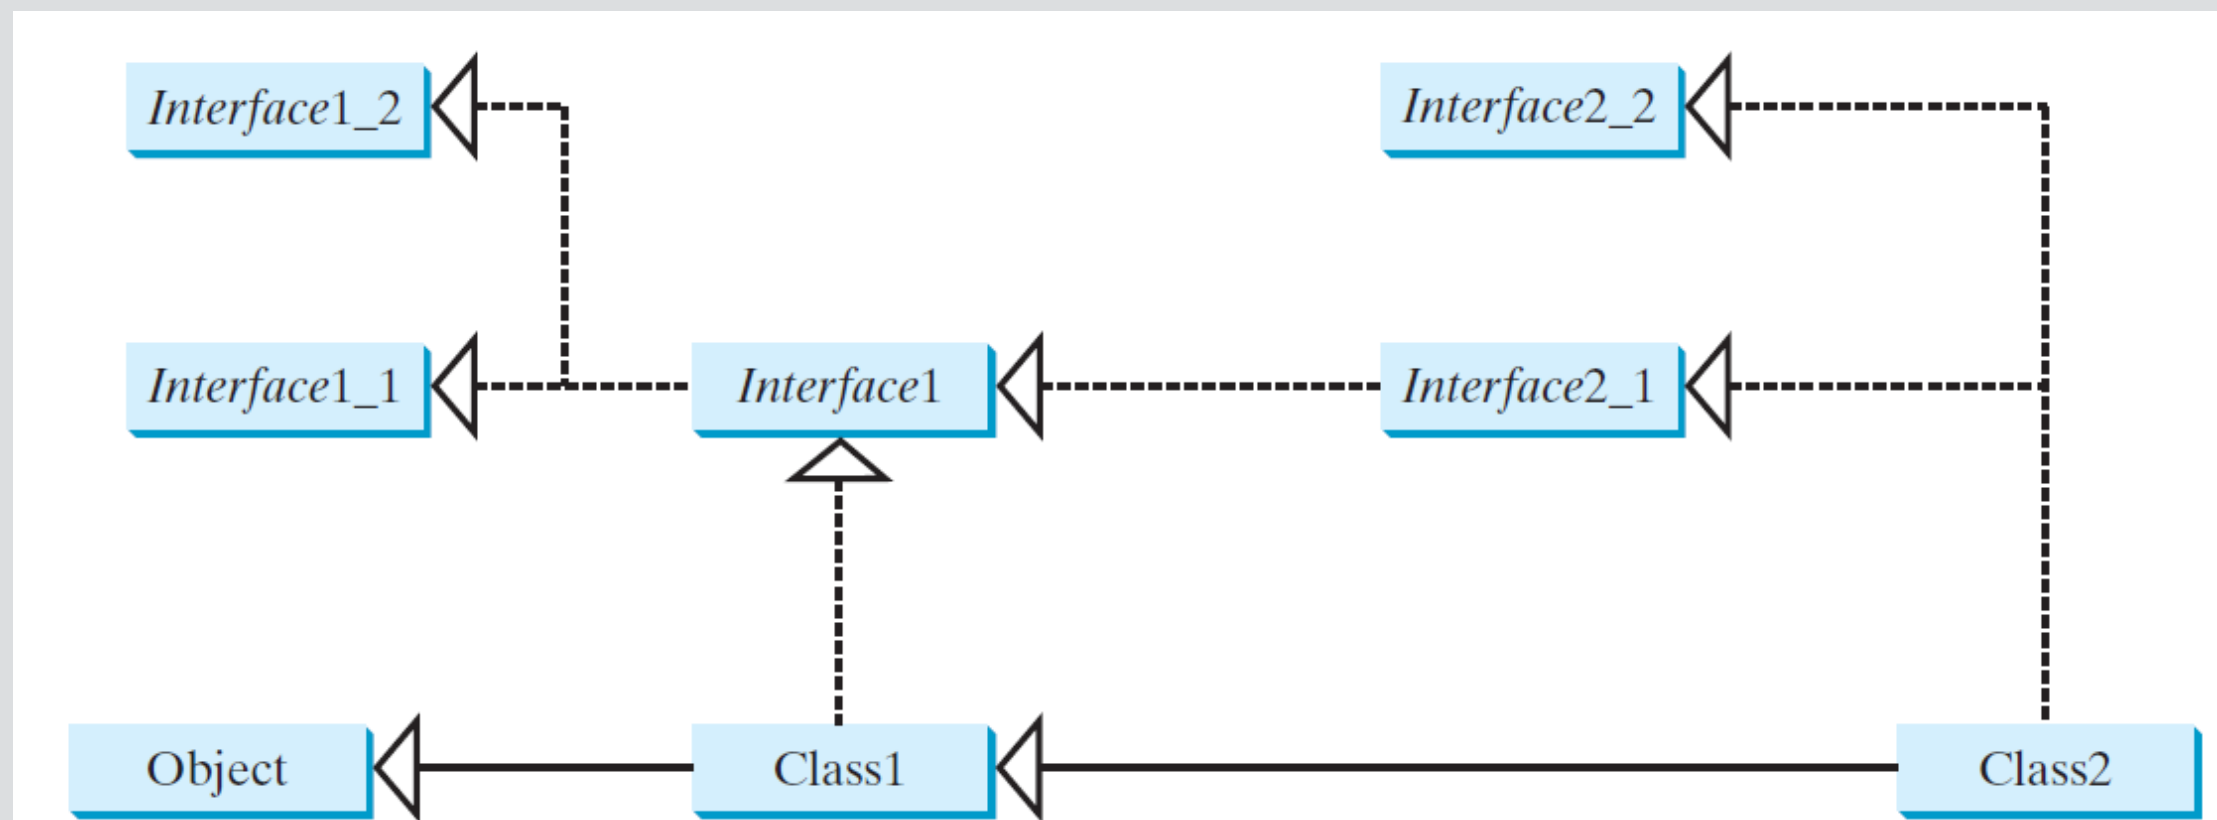 Interface1_2
Interface2_2
Interface1_1
Interface1
Interface2_1
Object
Class1
Class2